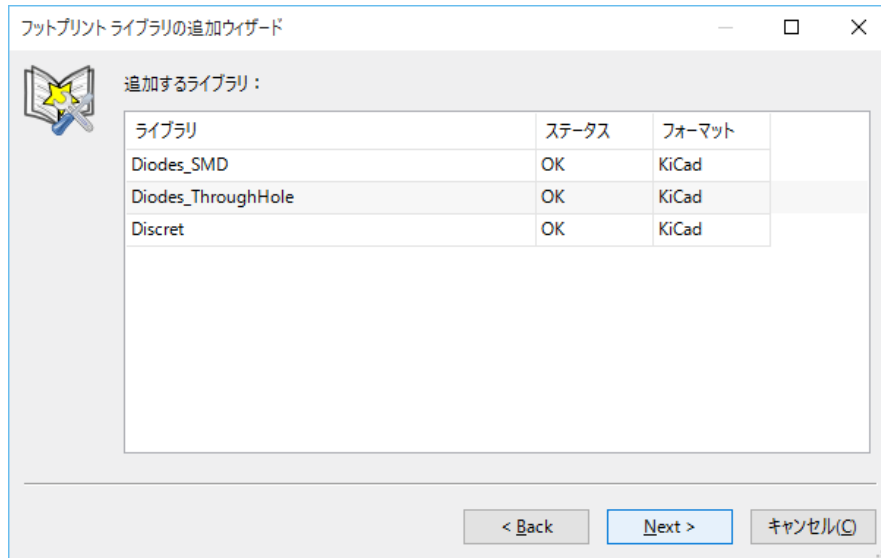 フットプリント ライブラリの追加ウィザード
追加するライブラリ：
ライブラリ ステータス フォーマット
Diodes_SMD OK KiCad
Diodes_ThroughHole OK KiCad
Discret OK KiCad
< Back Next > キャンセル(C)